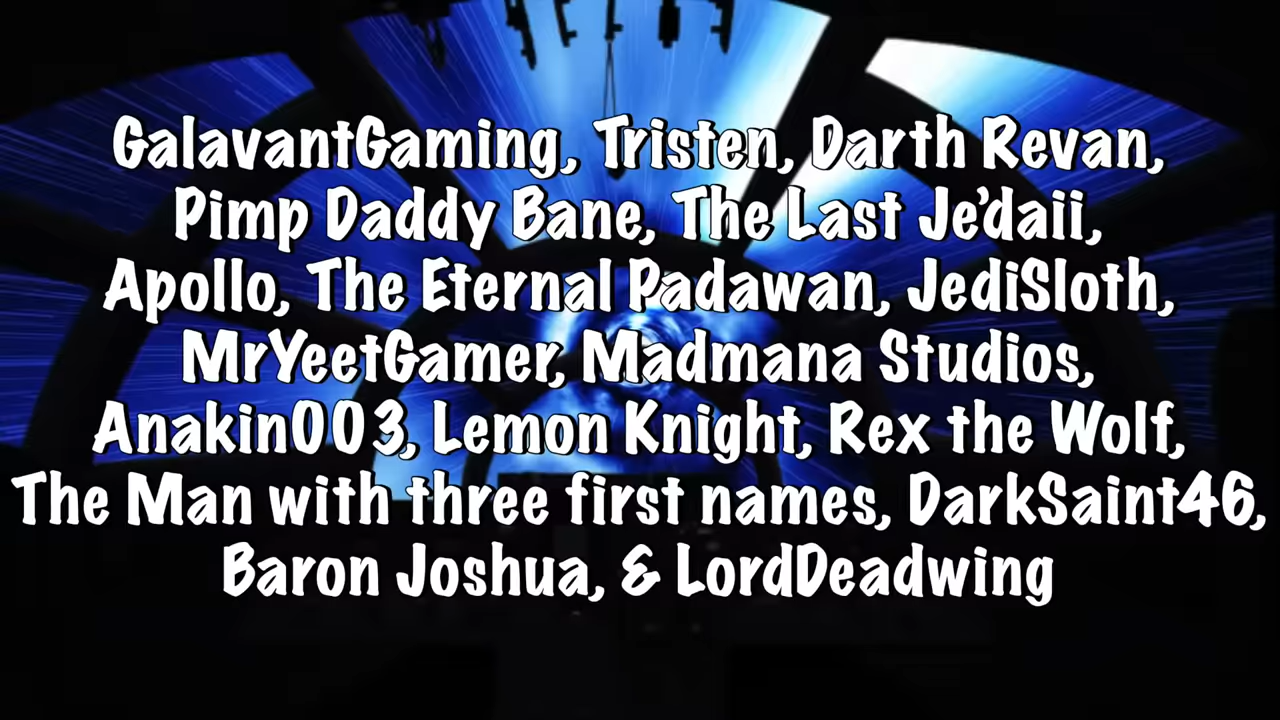 GalavantGaming, Tristen, Darth Revan,
Pimp Daddy Bane, The Last Je’daii,
Apollo, The Eternal Padawan, JediSloth,
MrYeetGamer, Madmana Studios,
Anakin003, Lemon Knight, Rex the Wolf,
The Man with three first names, DarkSaint46,
Baron Joshua, & LordDeadwing